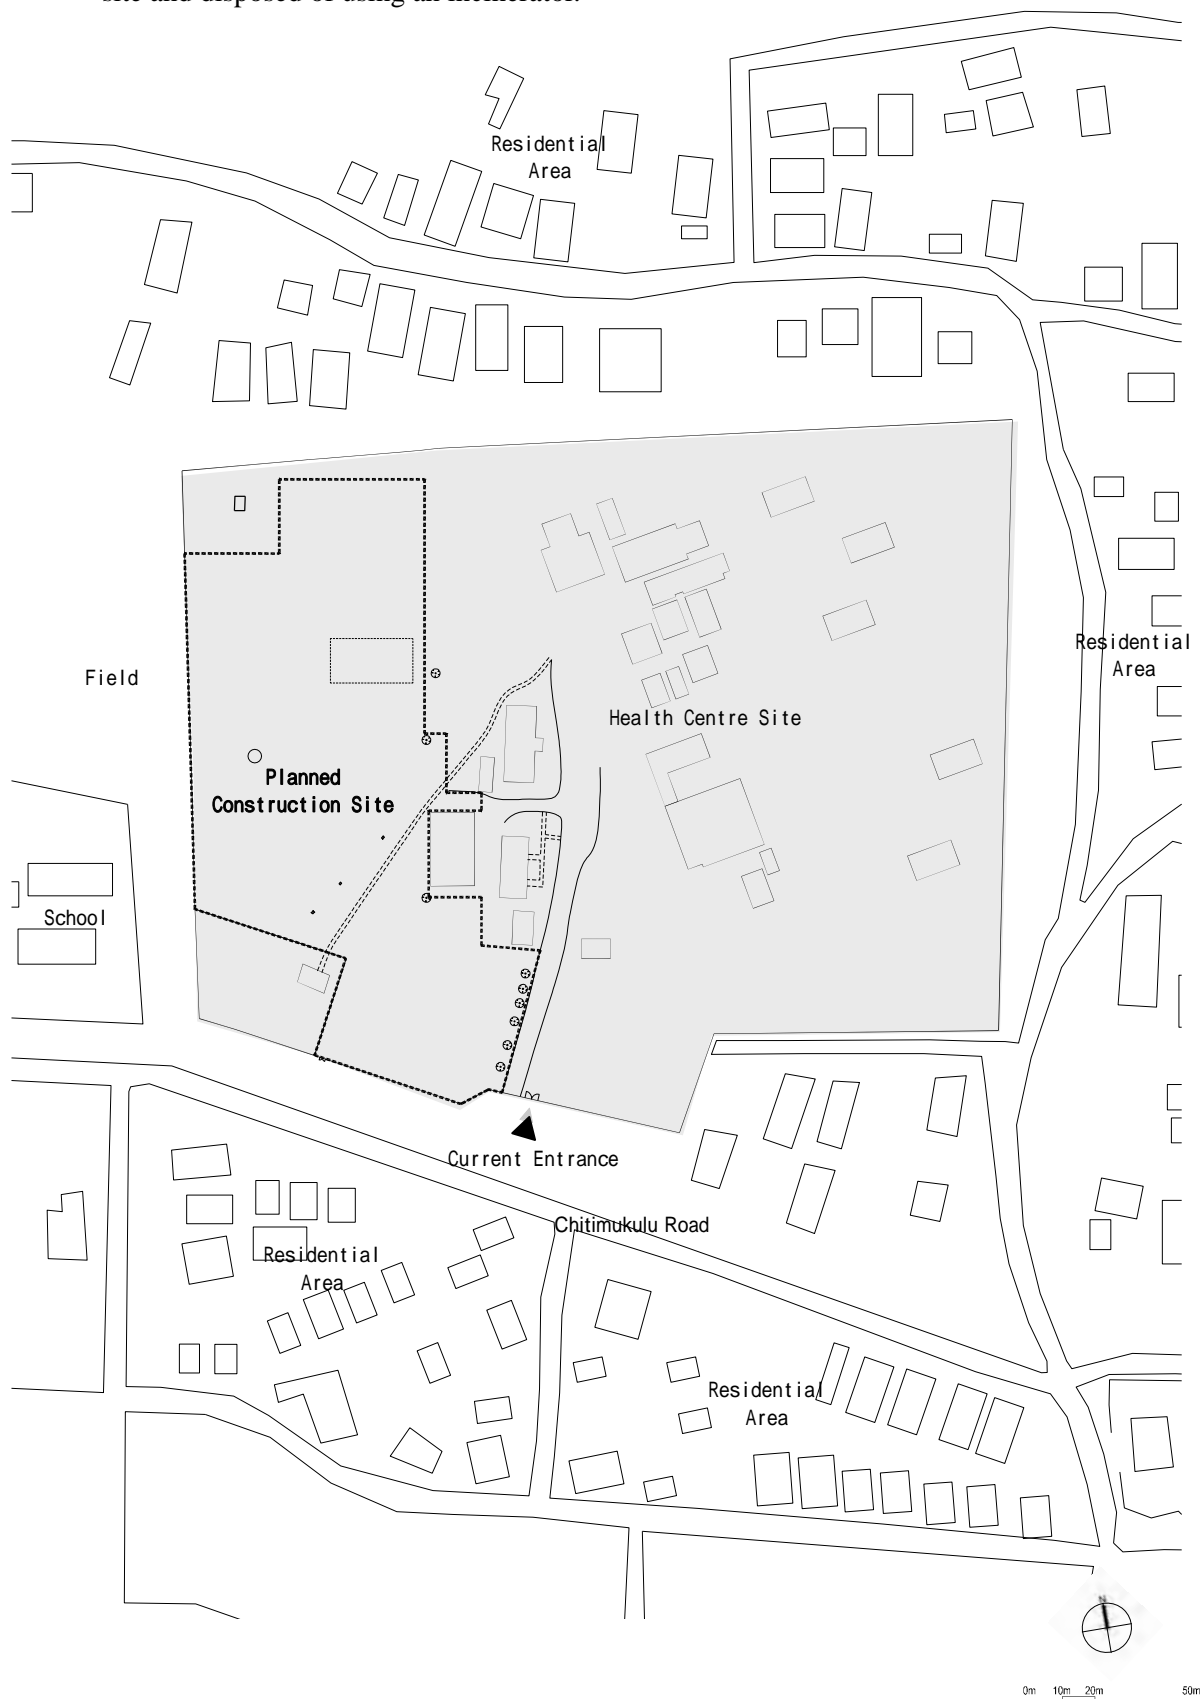 site and disposed of using an incinerator.
Residential
Area
Residential
Area
Field
Health Centre Site
Planned
Construction Site
School
Current Entrance
Chitimukulu Road
Residential
Area
Residential
Area
N
0m 10m 20m 50m